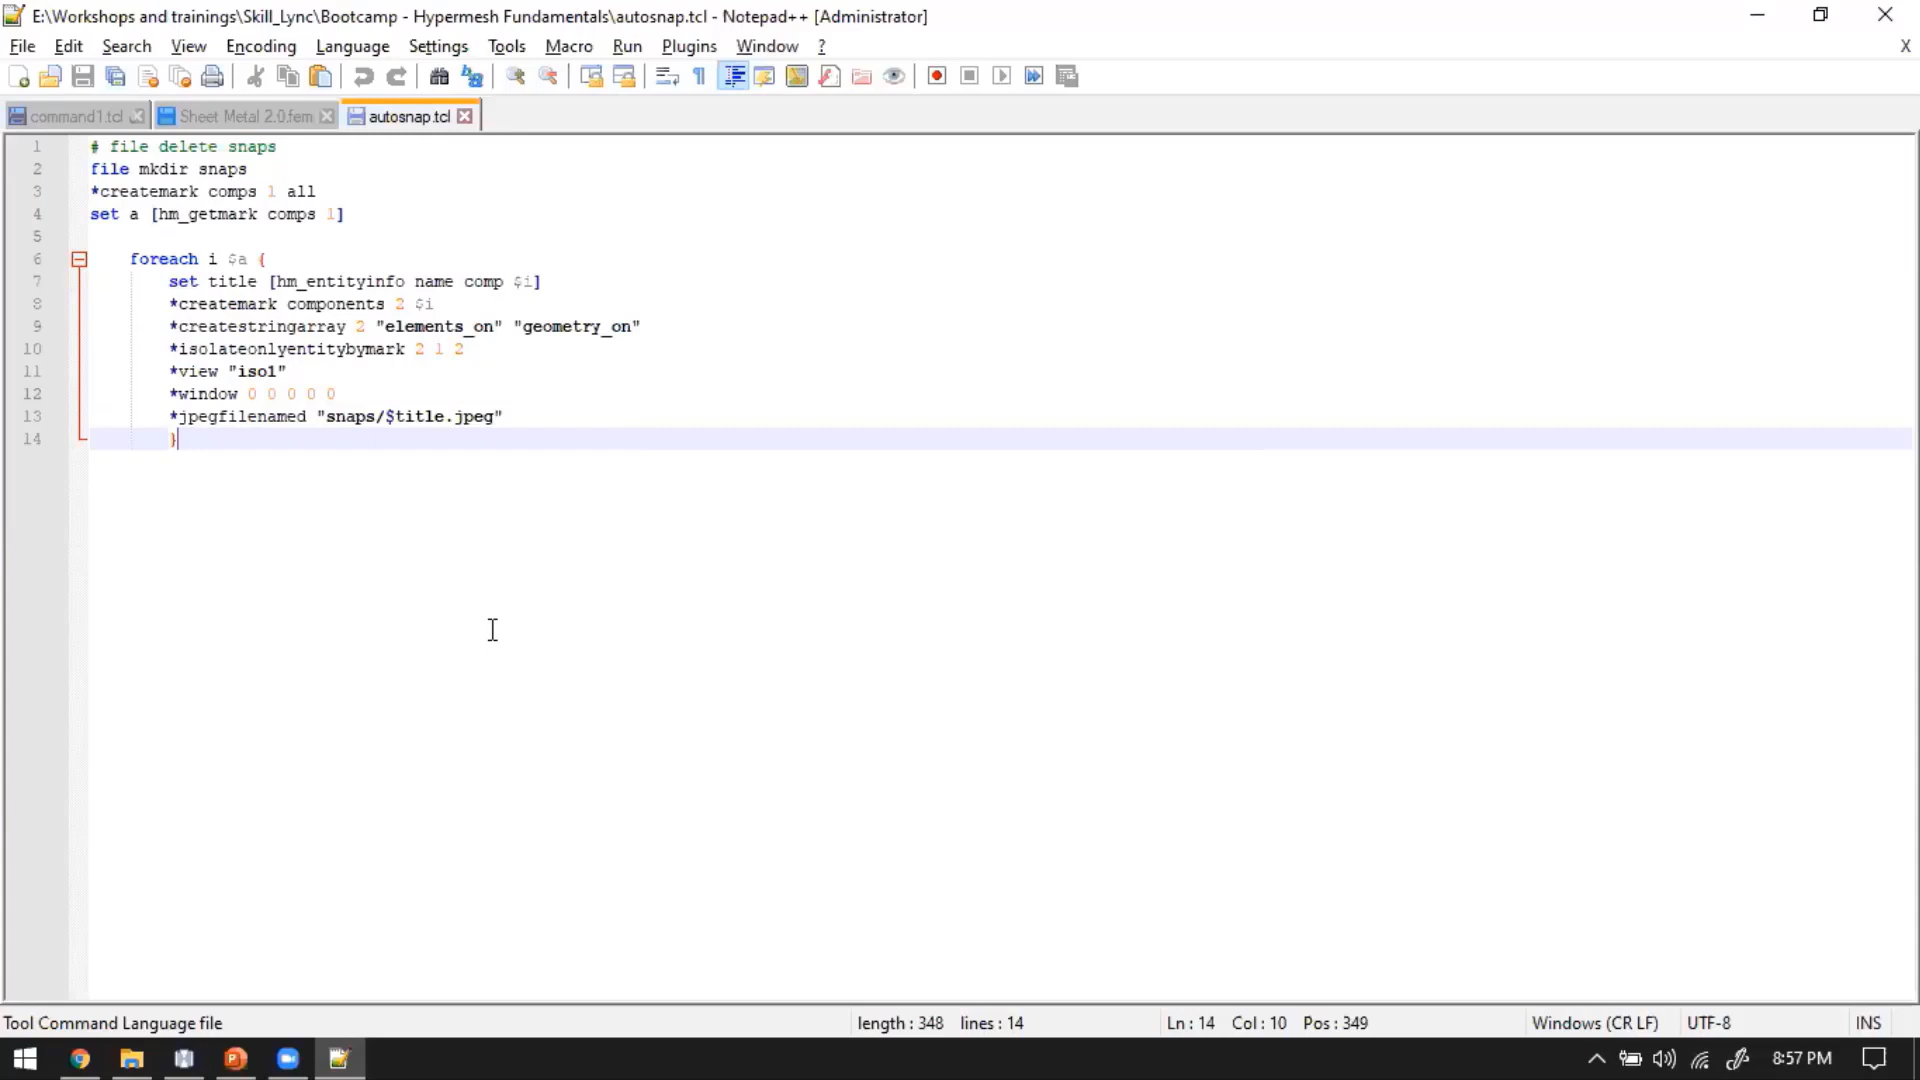 E:\Workshops and trainings\Skill_Lync\Bootcamp - Hypermesh Fundamentals\autosnap.tcl - Notepad++ [Administrator]
File Edit Search View Encoding Language Settings Tools Macro Run Plugins Window ? X
command1.tcl Sheet Metal 2.0.fem autosnap.tcl
1 # file delete snaps
2 file mkdir snaps
3 *createmark comps 1 all
4 set a [hm_getmark comps 1]
5
6 foreach i $a {
7 set title [hm_entityinfo name comp $i]
8 *createmark components 2 $i
9 *createstringarray 2 "elements_on" "geometry_on"
10 *isolateonlyentitybymark 2 1 2
11 *view "iso1"
12 *window 0 0 0 0 0
13 *jpegfilenamed "snaps/$title.jpeg"
14 }
Tool Command Language file length : 348 lines : 14 Ln : 14 Col : 10 Pos : 349 Windows (CR LF) UTF-8 INS
8:57 PM